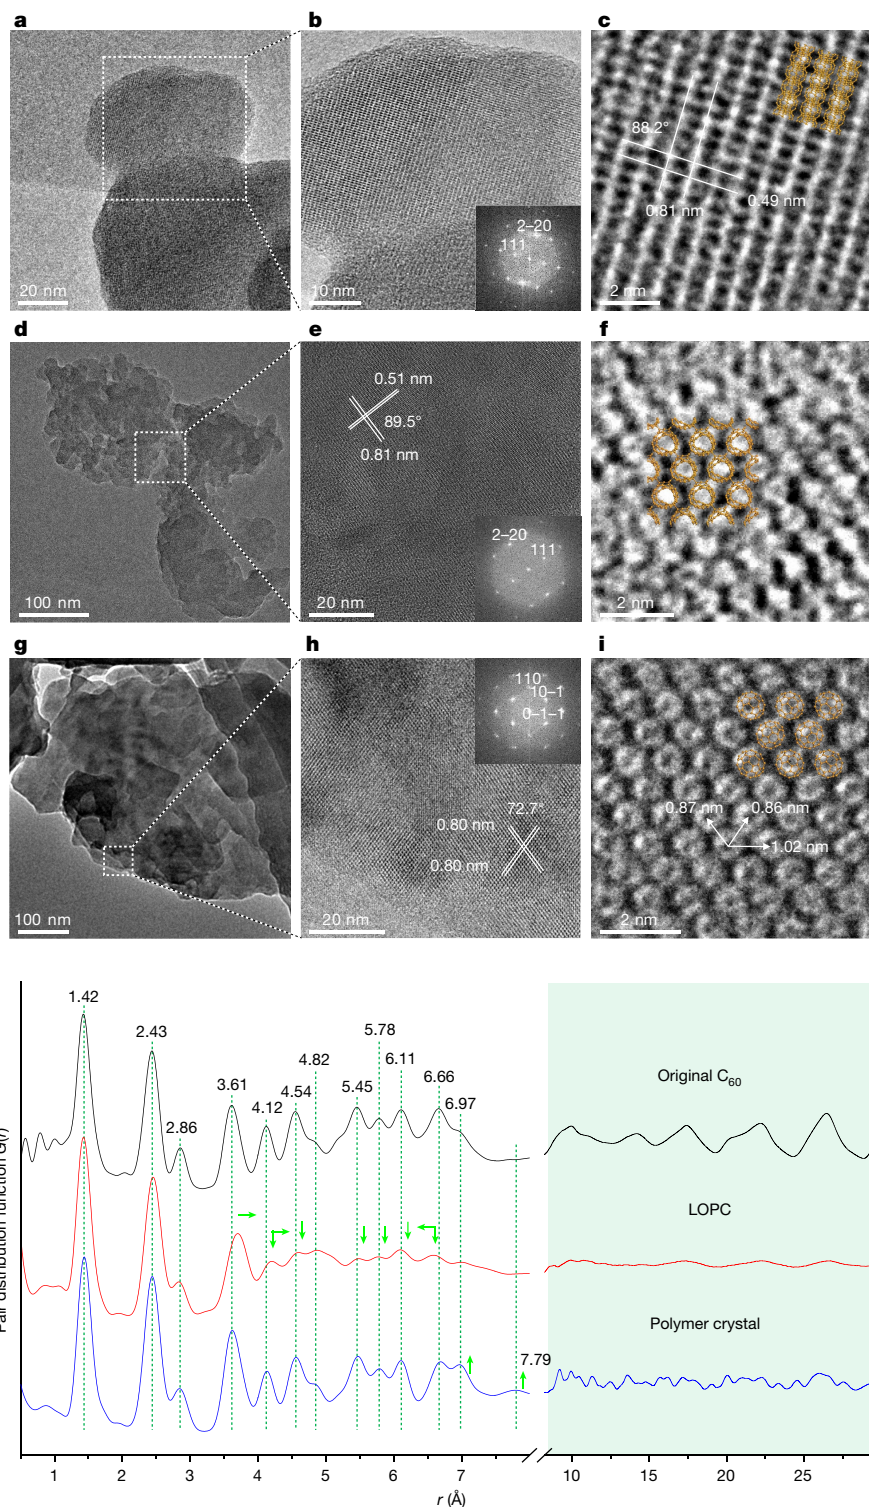 a
b
c
20 nm
2–20
111
10 nm
88.2°
0.49 nm
0.81 nm
2 nm
d
e
f
100 nm
0.51 nm
89.5°
0.81 nm
2–20
111
20 nm
2 nm
g
h
i
100 nm
110
10–1
0–1–1
72.7°
0.80 nm
0.80 nm
20 nm
0.87 nm
0.86 nm
1.02 nm
2 nm
Pair distribution function G(r)
1.42
2.43
2.86
3.61
4.12
4.54
4.82
5.45
5.78
6.11
6.66
6.97
7.79
Original C60
LOPC
Polymer crystal
1 2 3 4 5 6 7 10 15 20 25
r (Å)